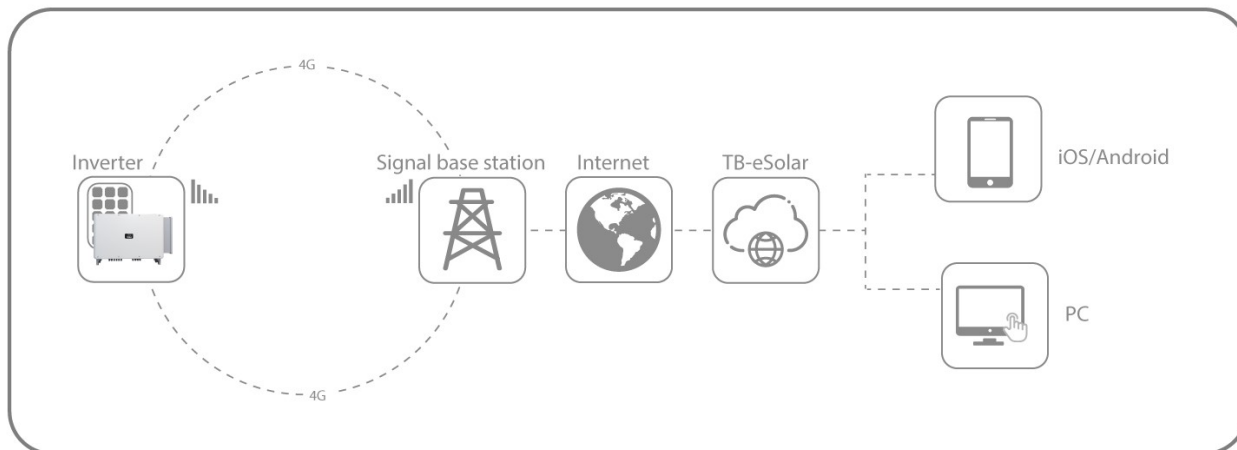 4G
Inverter
Signal base station
Internet
TB-eSolar
iOS/Android
PC
4G